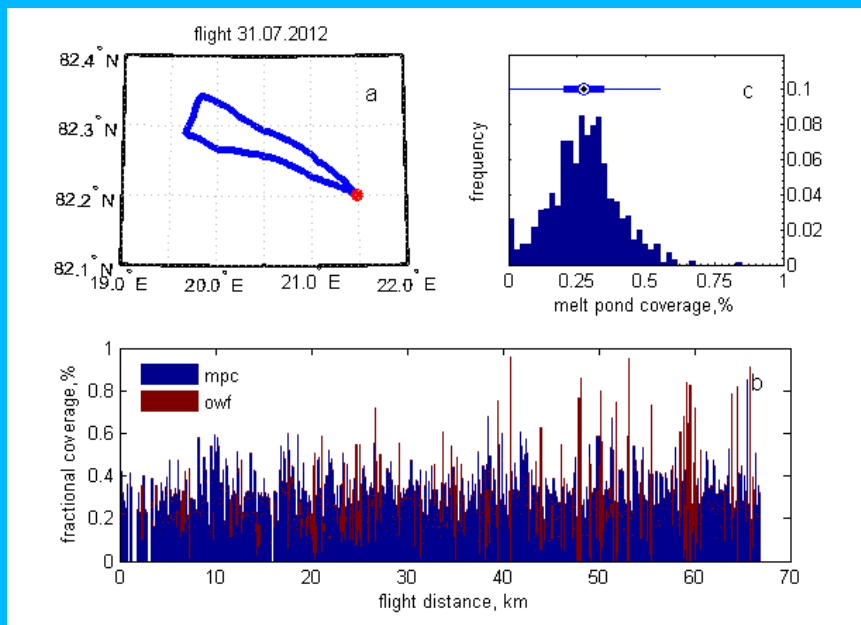 flight 31.07.2012
82.4° N
82.3° N
82.2° N
82.1° N
19.0° E
20.0° E
21.0° E
22.0° E
a
c
frequency
0.1
0.08
0.06
0.04
0.02
0
0
0.25
0.5
0.75
1
melt pond coverage,%
fractional coverage,%
1
0.8
0.6
0.4
0.2
0
mpc
owf
b
0
10
20
30
40
50
60
70
flight distance, km